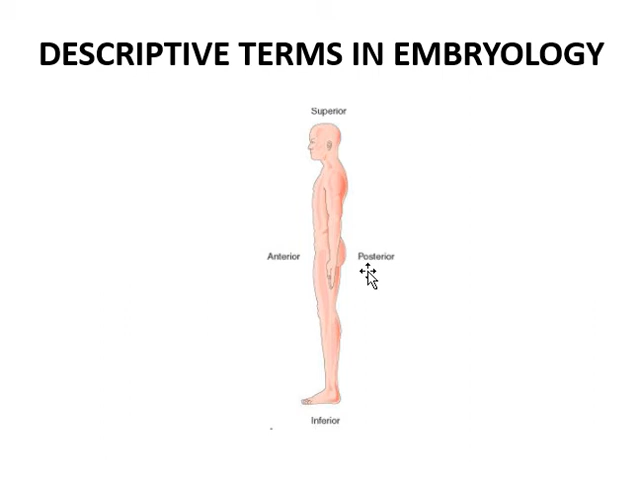 DESCRIPTIVE TERMS IN EMBRYOLOGY
Superior
Anterior
Posterior
Inferior